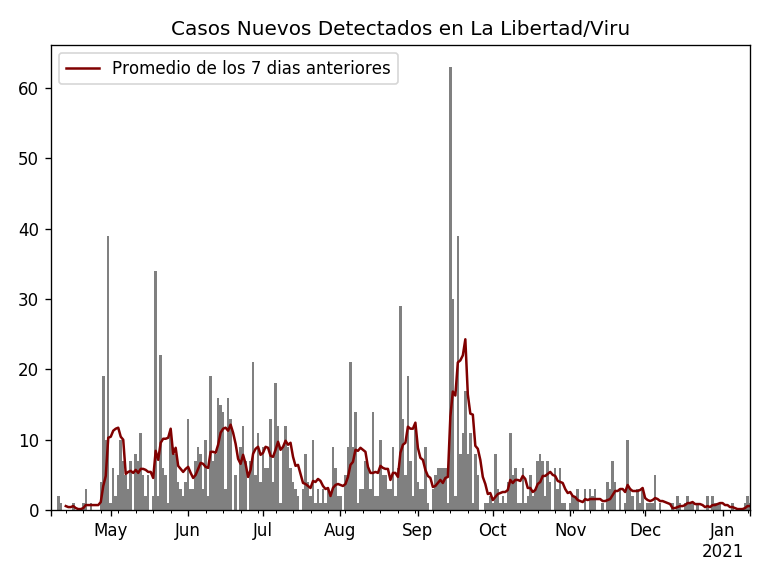 Casos Nuevos Detectados en La Libertad/Viru
Promedio de los 7 dias anteriores
60
50
40
30
20
10
0
May Jun Jul Aug Sep Oct Nov Dec Jan
2021